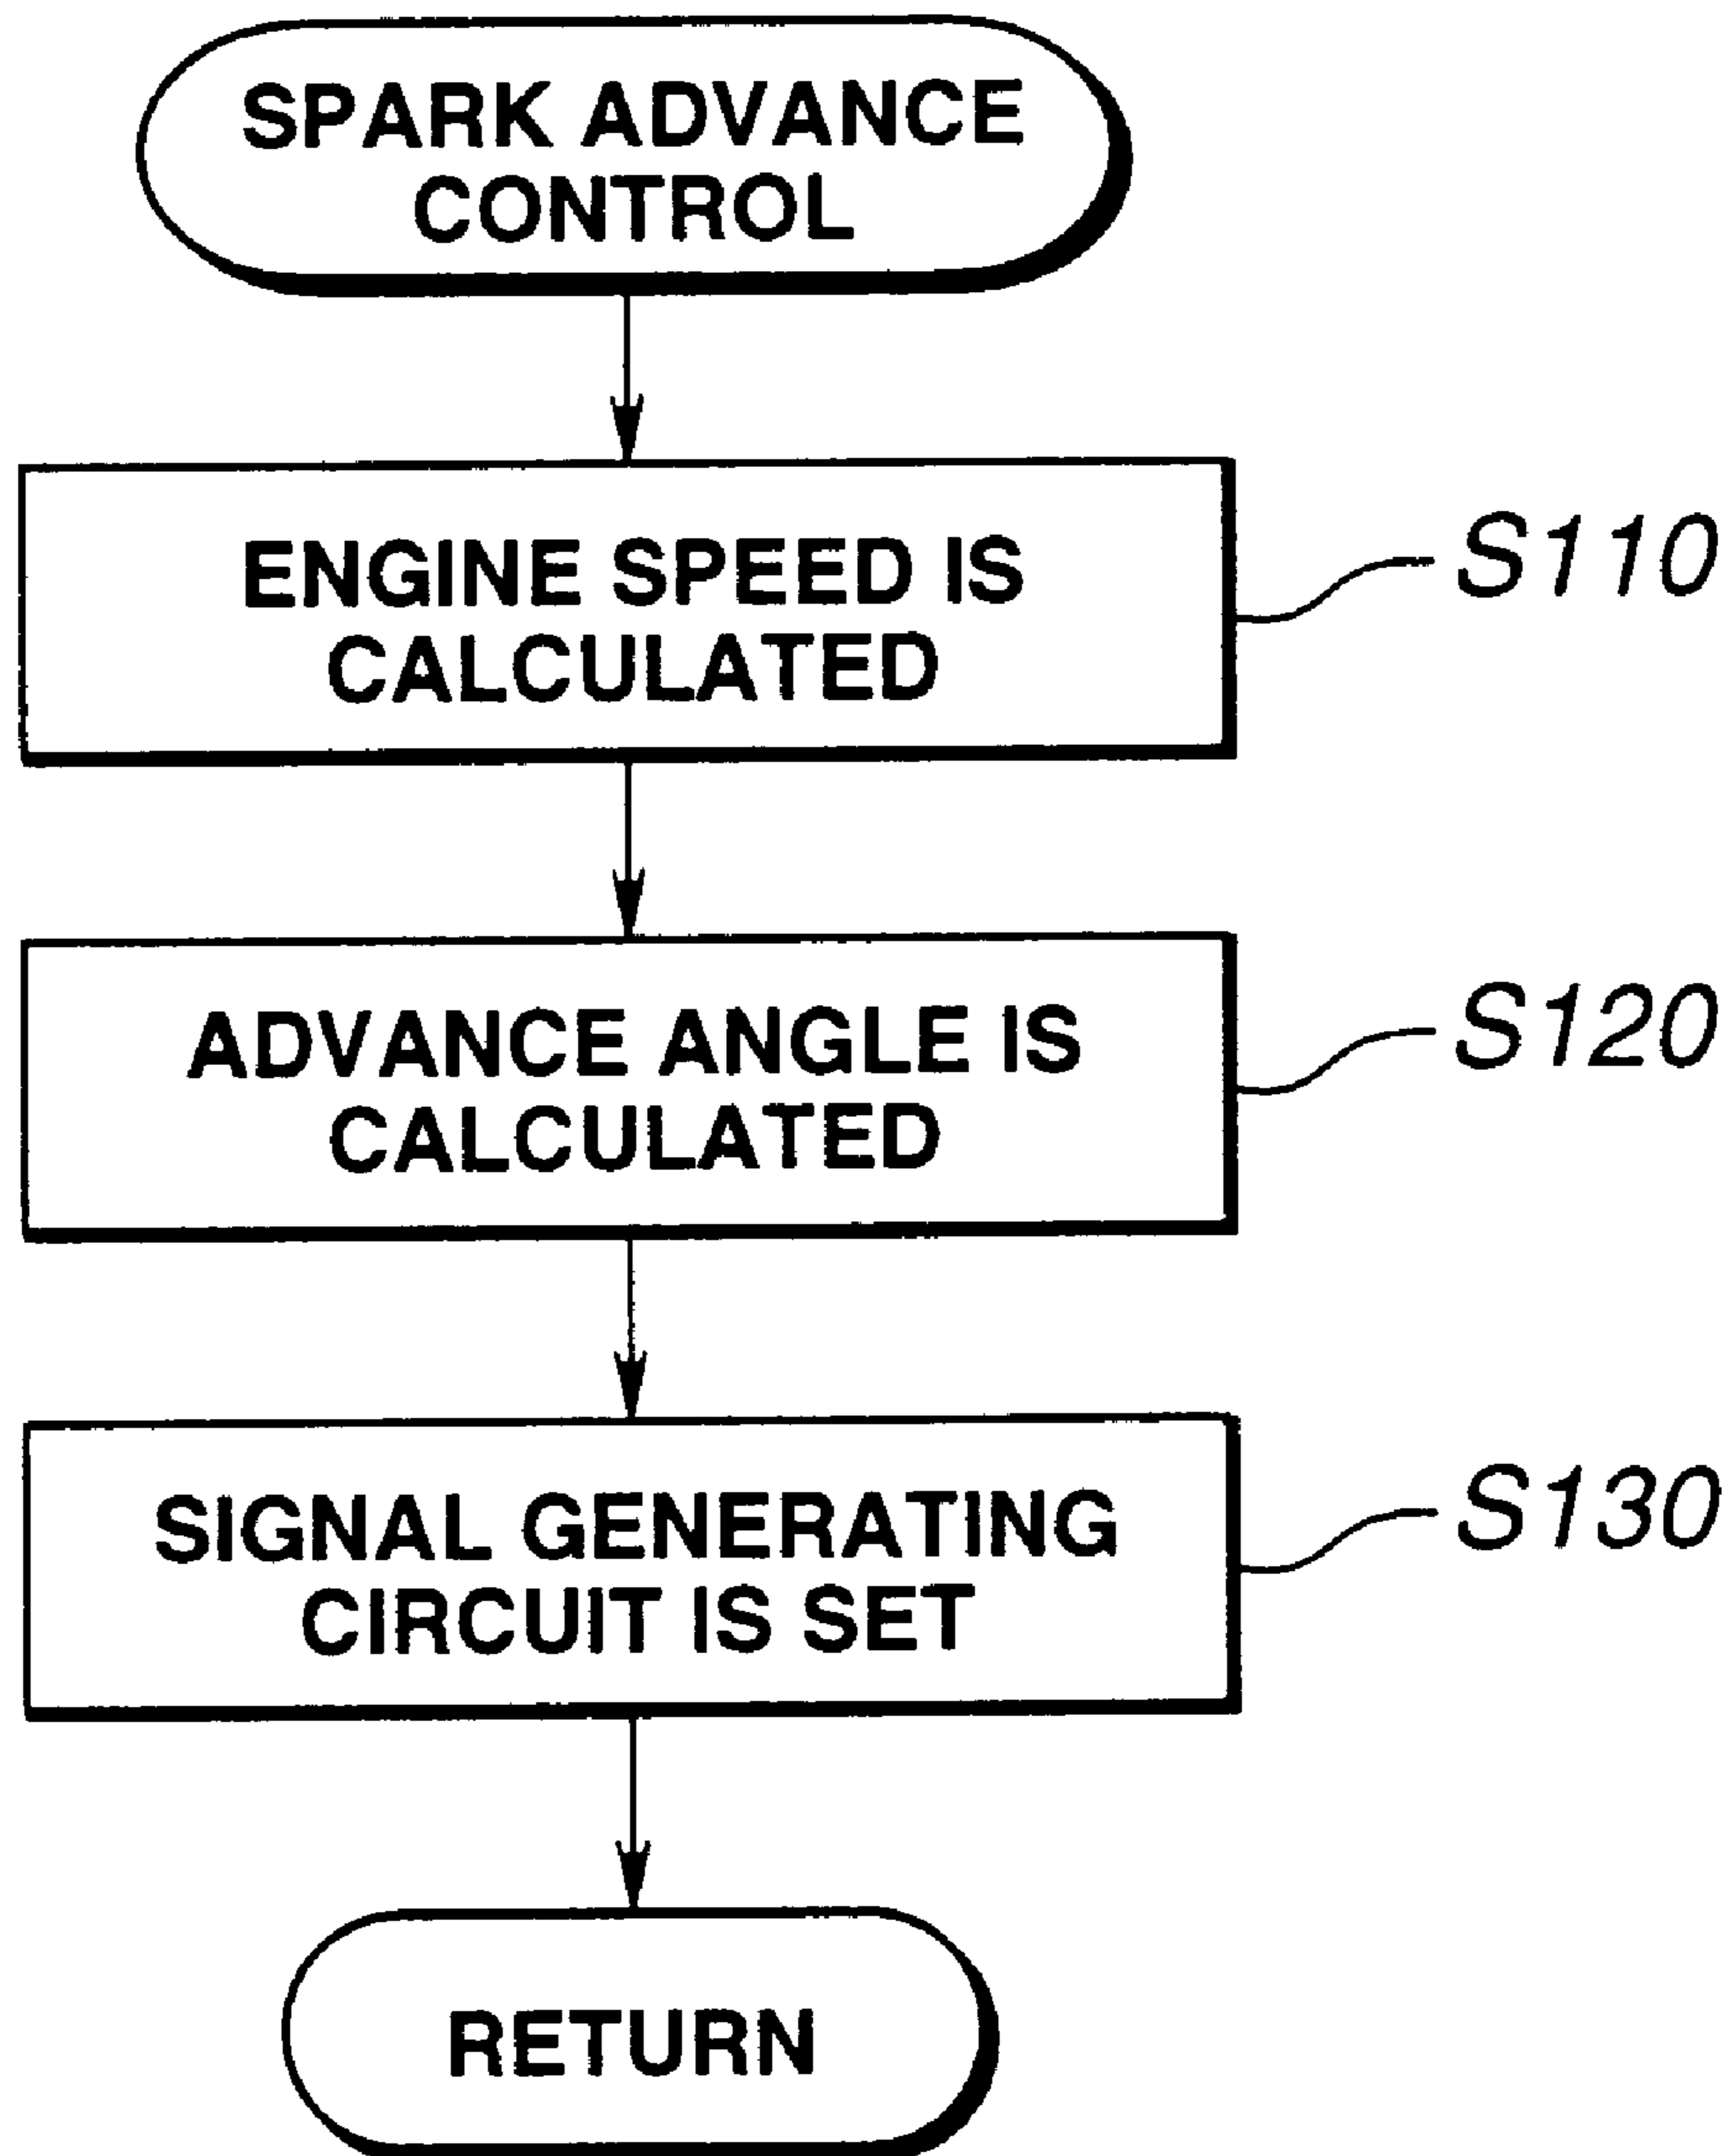 SPARK ADVANCE
CONTROL
ENGINE SPEED IS
CALCULATED
S110
ADVANCE ANGLE IS
CALCULATED
S120
SIGNAL GENERATING
CIRCUIT IS SET
S130
RETURN